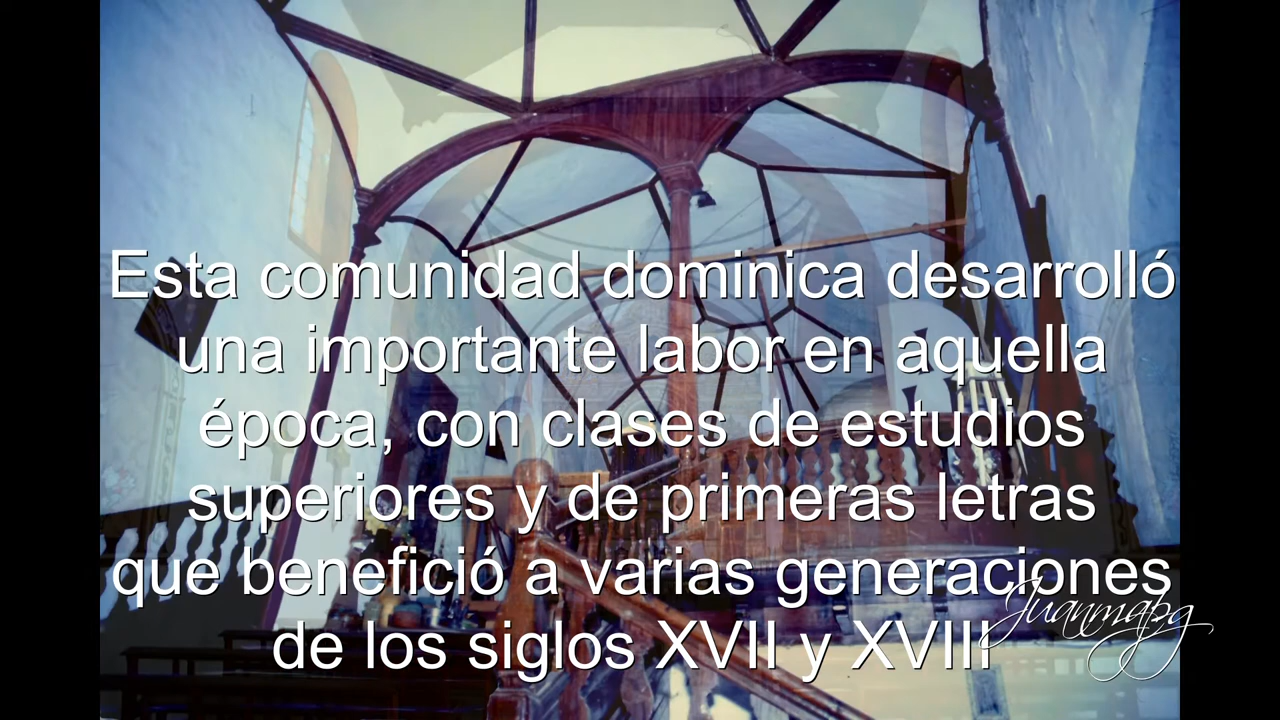 Esta comunidad dominica desarrolló
una importante labor en aquella
época, con clases de estudios
superiores y de primeras letras
que benefició a varias generaciones
de los siglos XVII y XVIII
Juanmabg